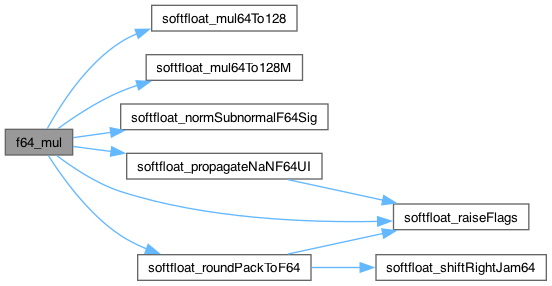 softfloat_mul64To128
softfloat_mul64To128M
softfloat_normSubnormalF64Sig
f64_mul
softfloat_propagateNaNF64UI
softfloat_raiseFlags
softfloat_roundPackToF64
softfloat_shiftRightJam64